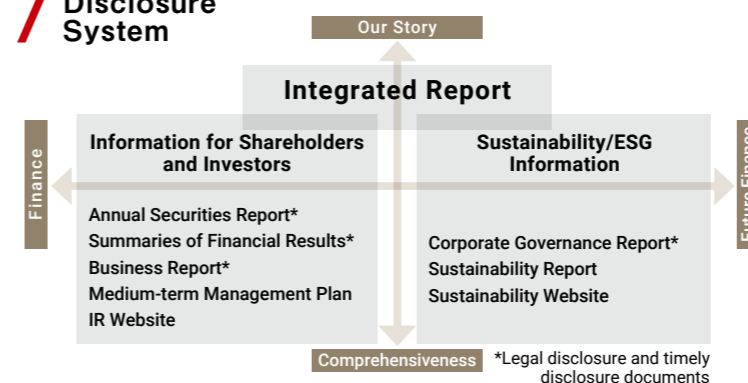 Disclosure
System
Our Story
Integrated Report
Finance
Information for Shareholders
and Investors
Annual Securities Report*
Summaries of Financial Results*
Business Report*
Medium-term Management Plan
IR Website
Sustainability/ESG
Information
Corporate Governance Report*
Sustainability Report
Sustainability Website
Future Finance
Comprehensiveness
*Legal disclosure and timely
disclosure documents